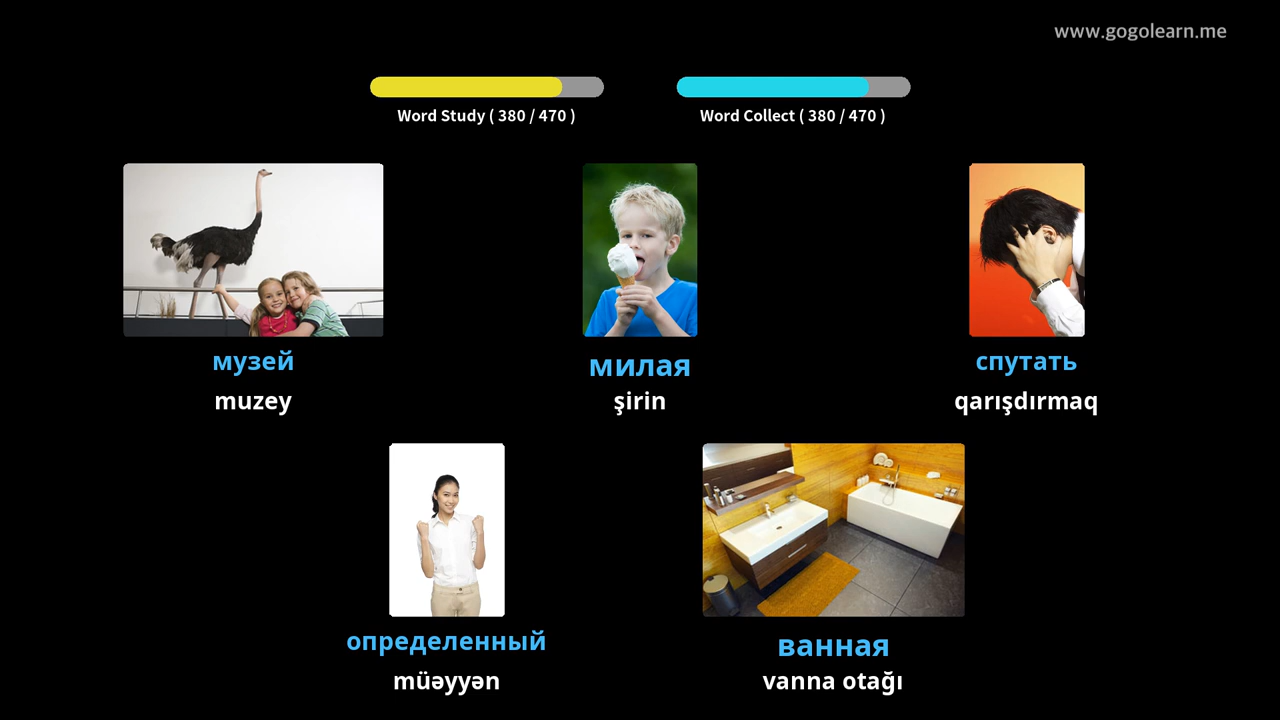 www.gogolearn.me
Word Study ( 380 / 470 )
Word Collect ( 380 / 470 )
музей
muzey
милая
şirin
спутать
qarışdırmaq
определенный
müəyyən
ванная
vanna otağı